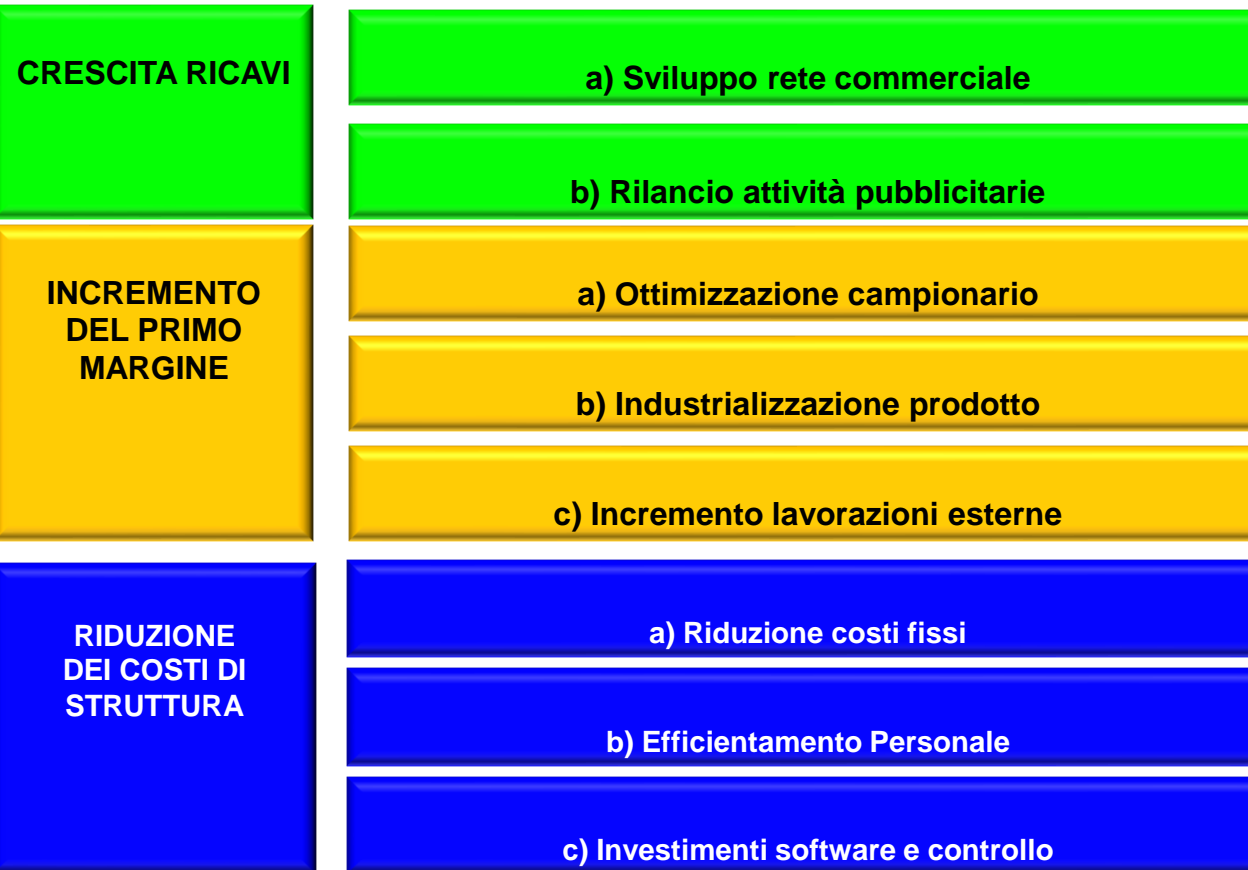 CRESCITA RICAVI
a) Sviluppo rete commerciale
b) Rilancio attività pubblicitarie
INCREMENTO
DEL PRIMO
MARGINE
a) Ottimizzazione campionario
b) Industrializzazione prodotto
c) Incremento lavorazioni esterne
RIDUZIONE
DEI COSTI DI
STRUTTURA
a) Riduzione costi fissi
b) Efficientamento Personale
c) Investimenti software e controllo